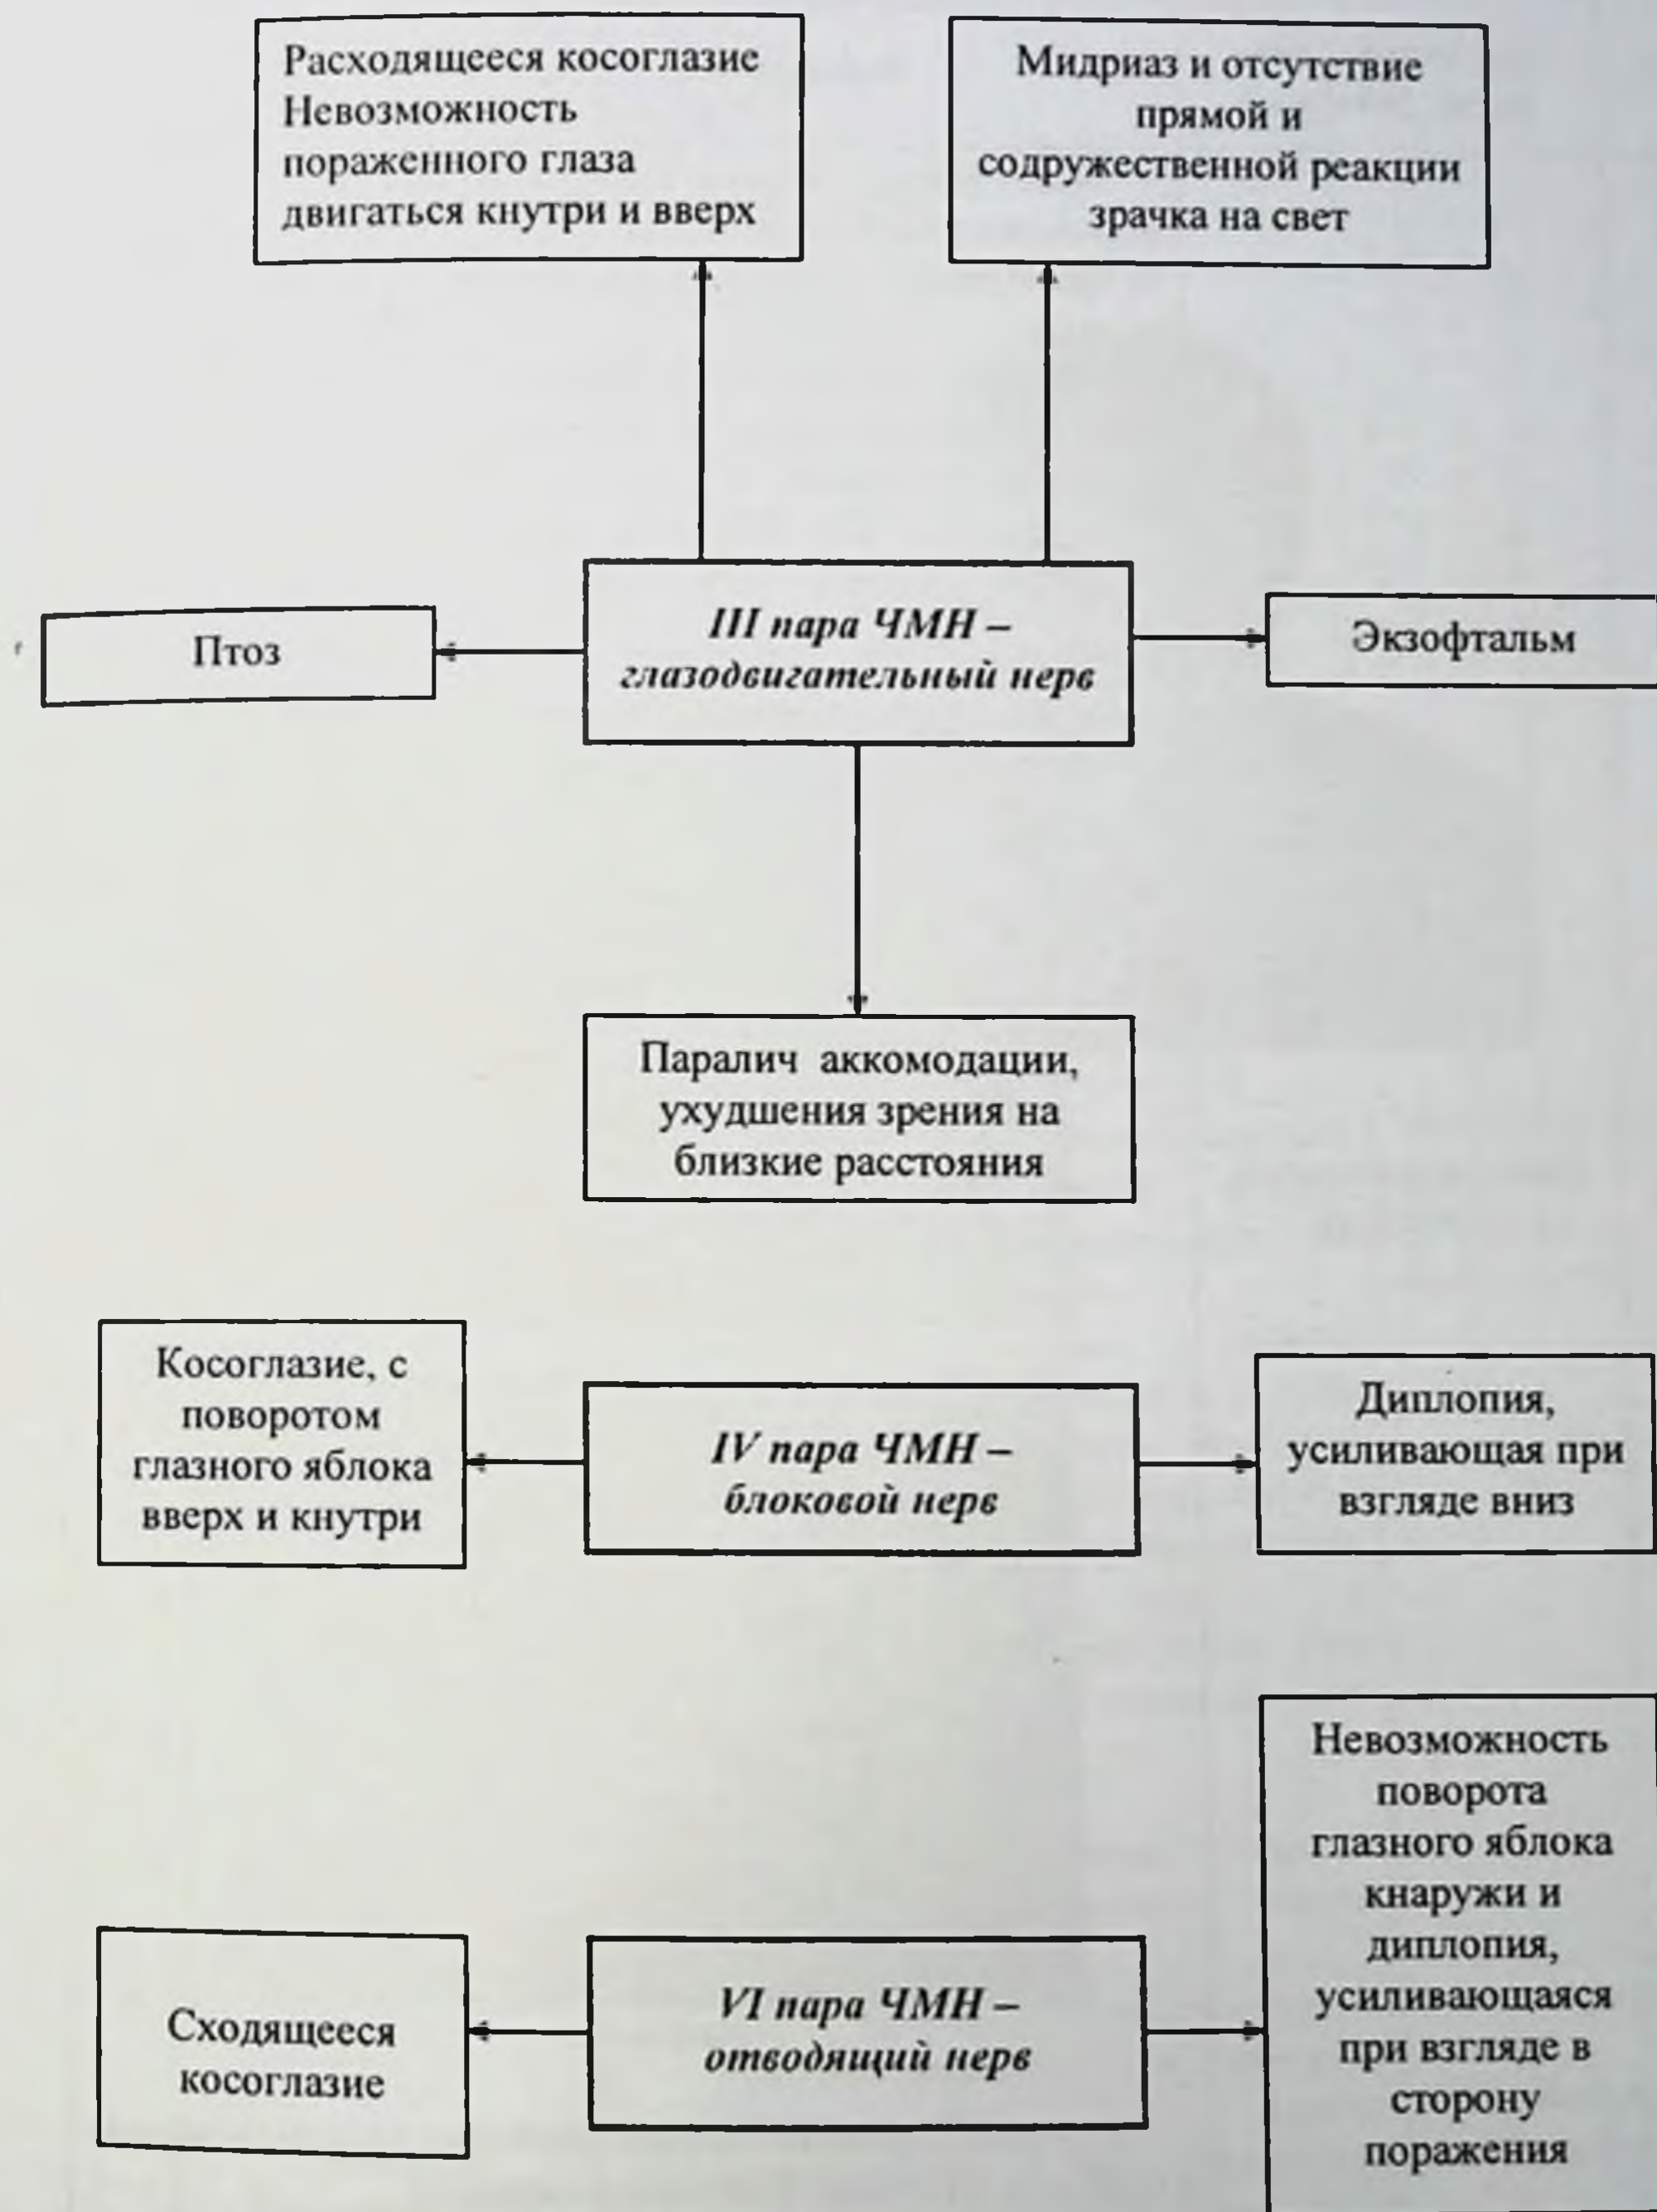 Расходящееся косоглазие
Невозможность
пораженного глаза
двигаться кнутри и вверх
Мидриаз и отсутствие
прямой и
содружественной реакции
зрачка на свет
Птоз
III пара ЧМН –
глазодвигательный нерв
Экзофтальм
Паралич аккомодации,
ухудшения зрения на
близкие расстояния
Косоглазие, с
поворотом
глазного яблока
вверх и кнутри
IV пара ЧМН –
блоковой нерв
Диплопия,
усиливающая при
взгляде вниз
Сходящееся
косоглазие
VI пара ЧМН –
отводящий нерв
Невозможность
поворота
глазного яблока
кнаружи и
диплопия,
усиливающаяся
при взгляде в
сторону
поражения